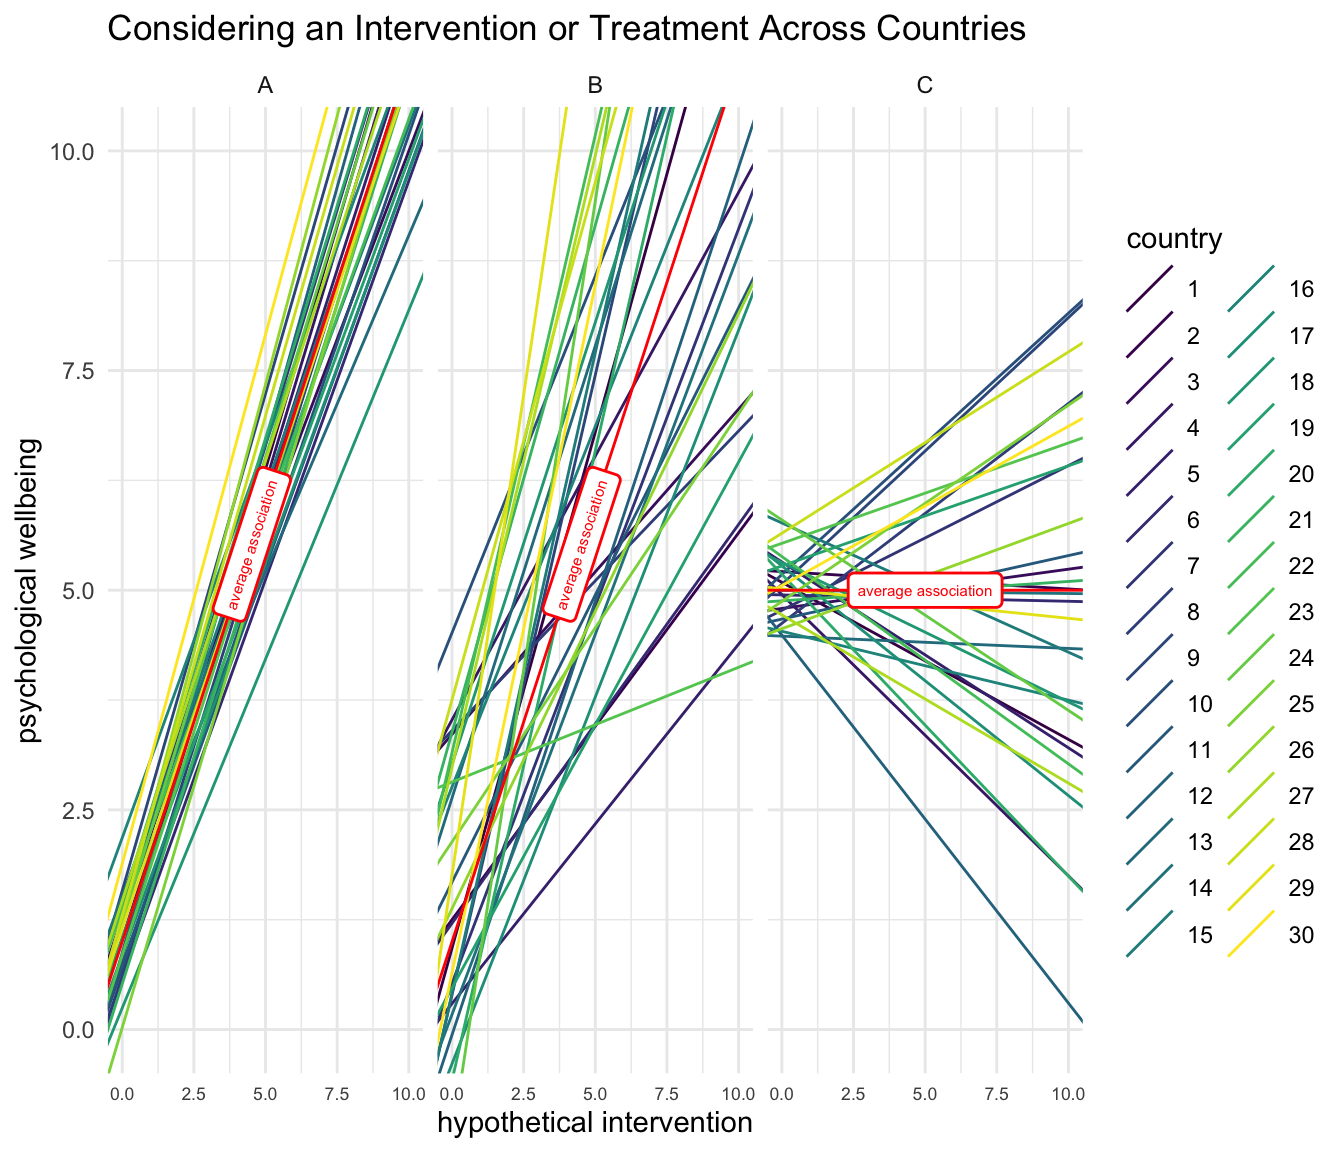 Considering an Intervention or Treatment Across Countries
A
B
C
10.0
7.5
5.0
2.5
0.0
psychological wellbeing
average association
average association
average association
0.0 2.5 5.0 7.5 10.0
0.0 2.5 5.0 7.5 10.0
0.0 2.5 5.0 7.5 10.0
hypothetical intervention
country
1
2
3
4
5
6
7
8
9
10
11
12
13
14
15
16
17
18
19
20
21
22
23
24
25
26
27
28
29
30